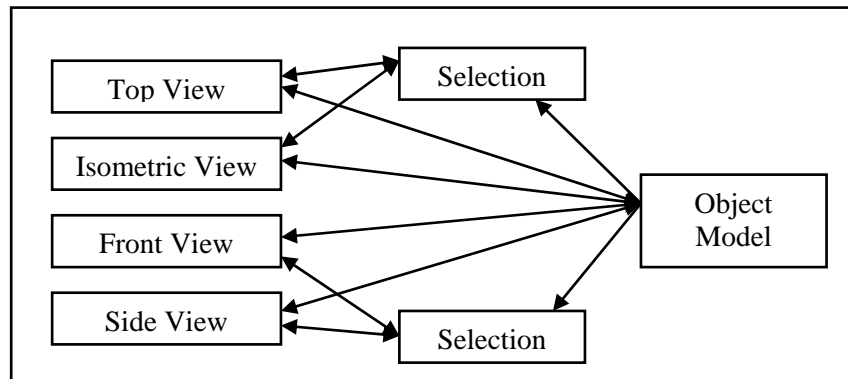 Top View
Selection
Isometric View
Object
Model
Front View
Side View
Selection